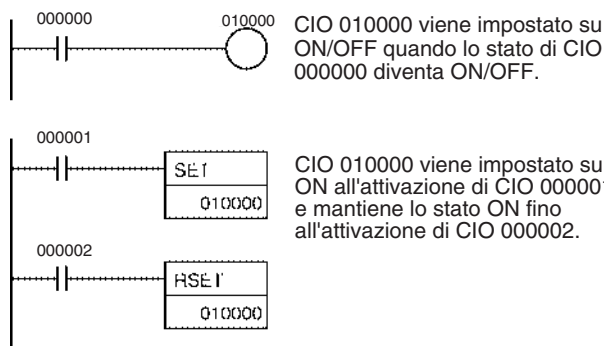 000000
010000
CIO 010000 viene impostato su
ON/OFF quando lo stato di CIO
000000 diventa ON/OFF.
000001
SET
010000
CIO 010000 viene impostato su
ON all'attivazione di CIO 000001
e mantiene lo stato ON fino
all'attivazione di CIO 000002.
000002
RSET
010000